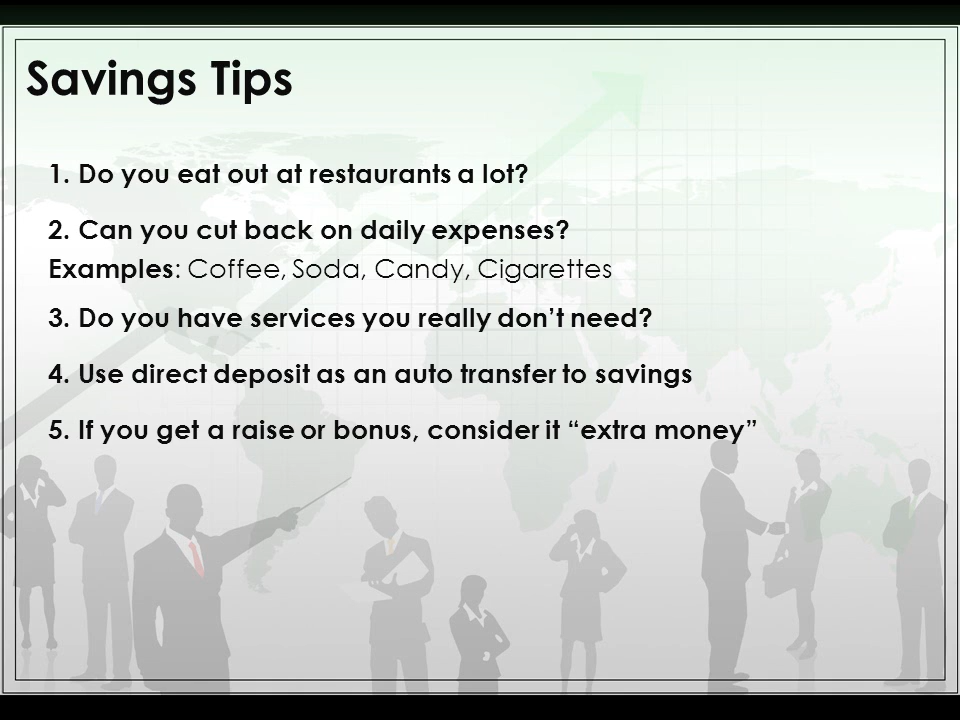 Savings Tips
1. Do you eat out at restaurants a lot?
2. Can you cut back on daily expenses?
Examples: Coffee, Soda, Candy, Cigarettes
3. Do you have services you really don’t need?
4. Use direct deposit as an auto transfer to savings
5. If you get a raise or bonus, consider it “extra money”